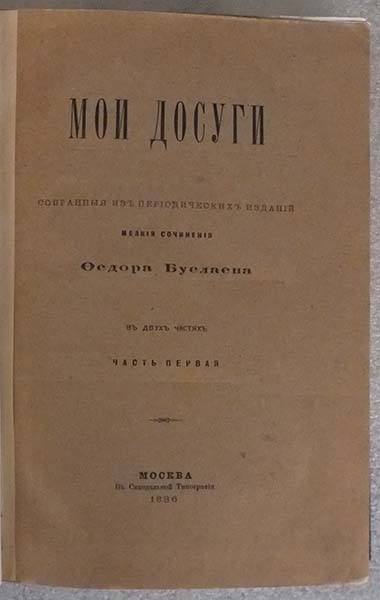 МОИ ДОСУГИ
СОБРАННЫЯ ИЗЪ ПЕРІОДИЧЕСКИХЪ ИЗДАНІЙ
МЕЛКІЯ СОЧИНЕНІЯ
Ѳедора Буслаева
ВЪ ДВУХЪ ЧАСТЯХЪ
ЧАСТЬ ПЕРВАЯ
МОСКВА
Въ Синодальной Типографіи
1886